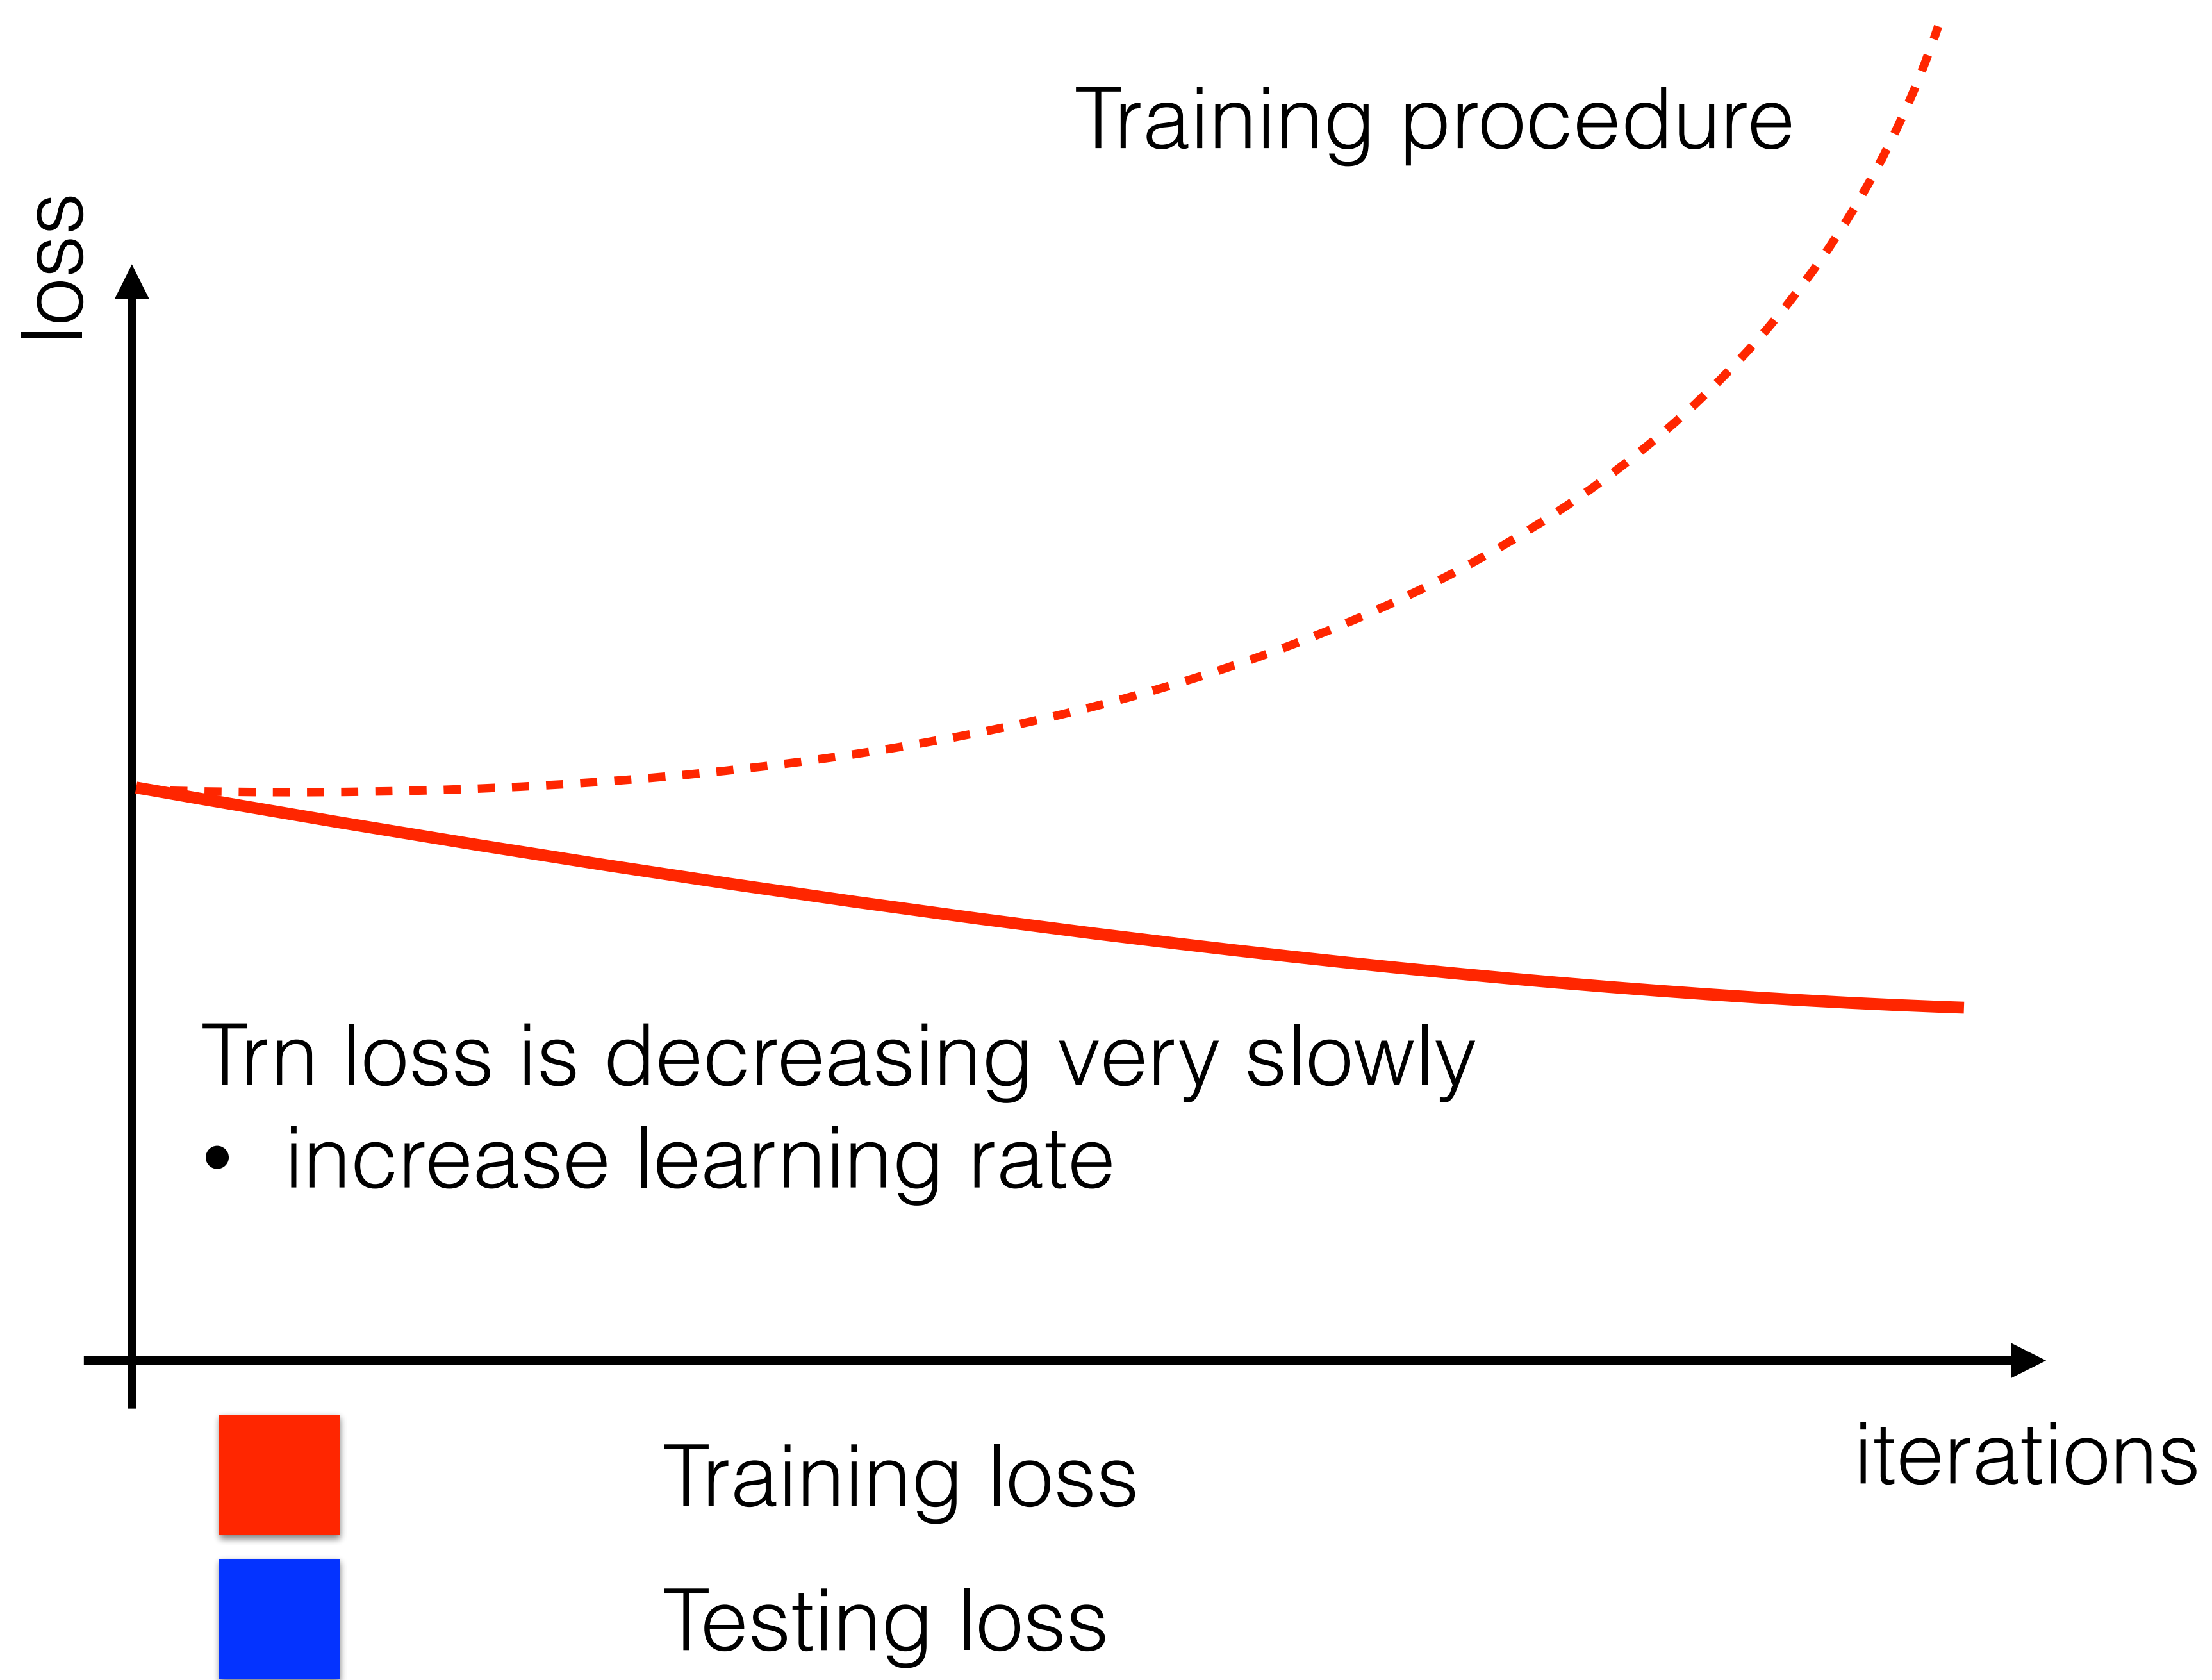 Training procedure
loss
Trn loss is decreasing very slowly
• increase learning rate
iterations
Training loss
Testing loss